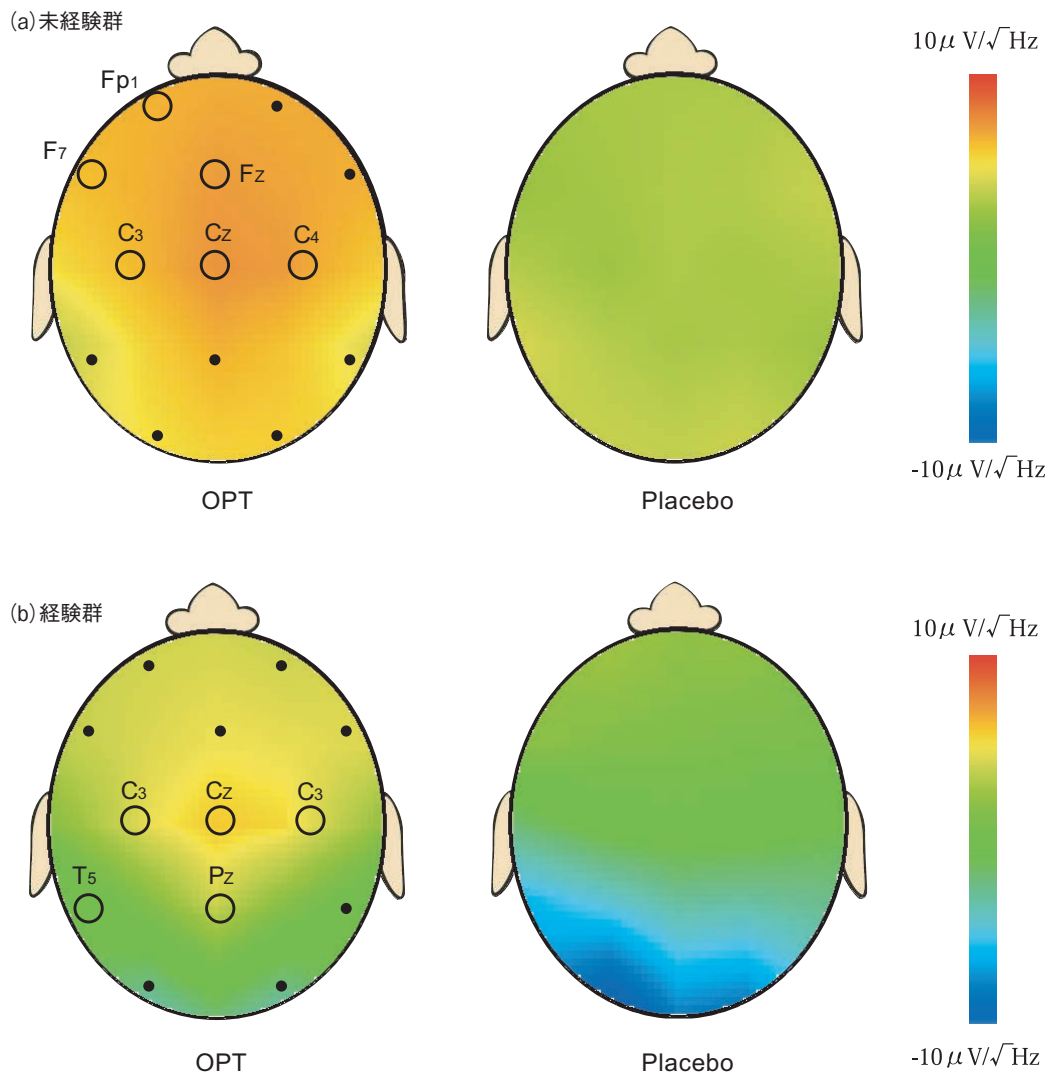 (a)未経験群
10μV/√Hz
Fp1
F7
Fz
C3
Cz
C4
-10μV/√Hz
OPT
Placebo
(b)経験群
10μV/√Hz
C3
Cz
C3
T5
Pz
-10μV/√Hz
OPT
Placebo